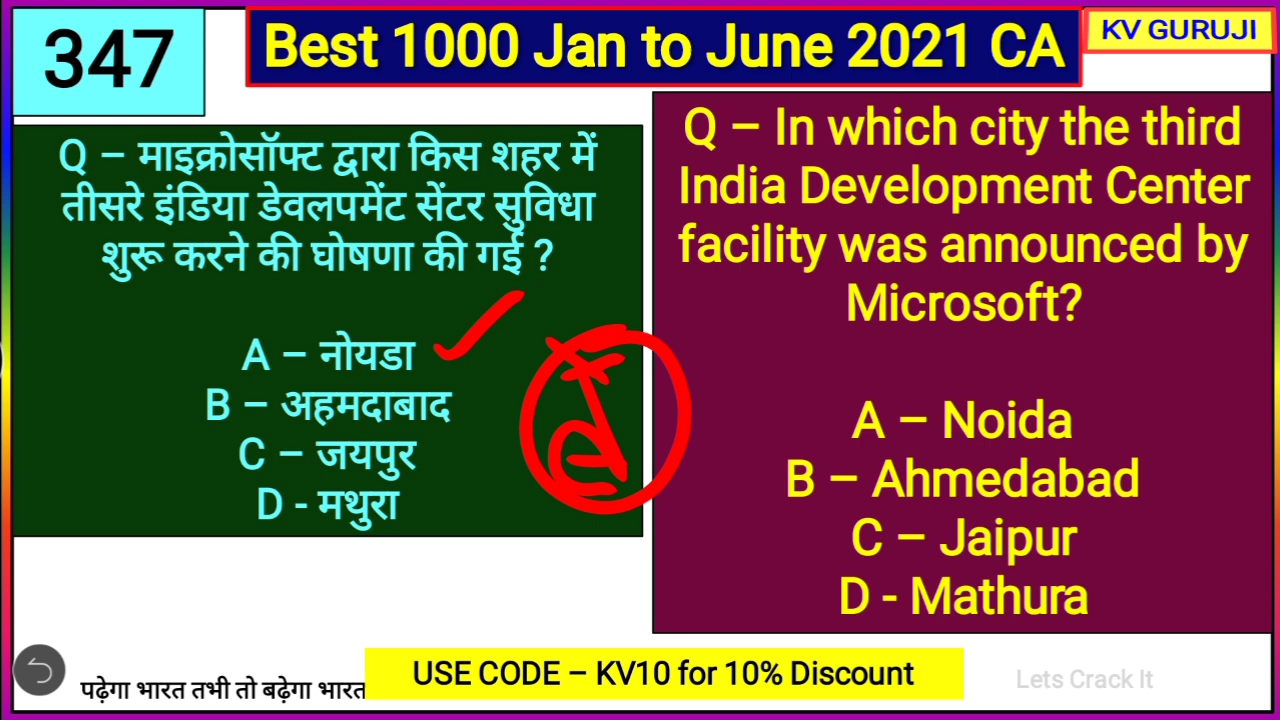 347
Best 1000 Jan to June 2021 CA
KV GURUJI
Q – माइक्रोसॉफ्ट द्वारा किस शहर में
तीसरे इंडिया डेवलपमेंट सेंटर सुविधा
शुरू करने की घोषणा की गई ?
A – नोयडा
B – अहमदाबाद
C – जयपुर
D - मथुरा
Q – In which city the third
India Development Center
facility was announced by
Microsoft?
A – Noida
B – Ahmedabad
C – Jaipur
D - Mathura
पढ़ेगा भारत तभी तो बढ़ेगा भारत
USE CODE – KV10 for 10% Discount
Lets Crack It